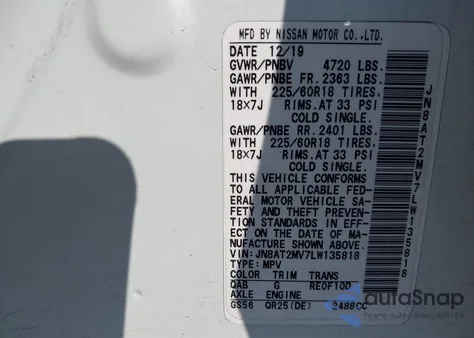 MFD BY NISSAN MOTOR CO.,LTD.
DATE 12/19
GVWR/PNBV 4720 LBS.
GAWR/PNBE FR. 2363 LBS.
WITH 225/60R18 TIRES,
18×7J RIMS.AT 33 PSI
COLD SINGLE.
GAWR/PNBE RR. 2401 LBS.
WITH 225/60R18 TIRES,
18×7J RIMS.AT 33 PSI
COLD SINGLE.
THIS VEHICLE CONFORMS
TO ALL APPLICABLE FED-
ERAL MOTOR VEHICLE SA-
FETY AND THEFT PREVEN-
TION STANDARDS IN EFF-
ECT ON THE DATE OF MA-
NUFACTURE SHOWN ABOVE.
VIN:JN8AT2MV7LW135818
TYPE:MPV
COLOR TRIM TRANS
QAB G RE0F10D
AXLE ENGINE
GS56 QR25(DE) 2488CC
JN8AT2MV7LW135818
autoSnap